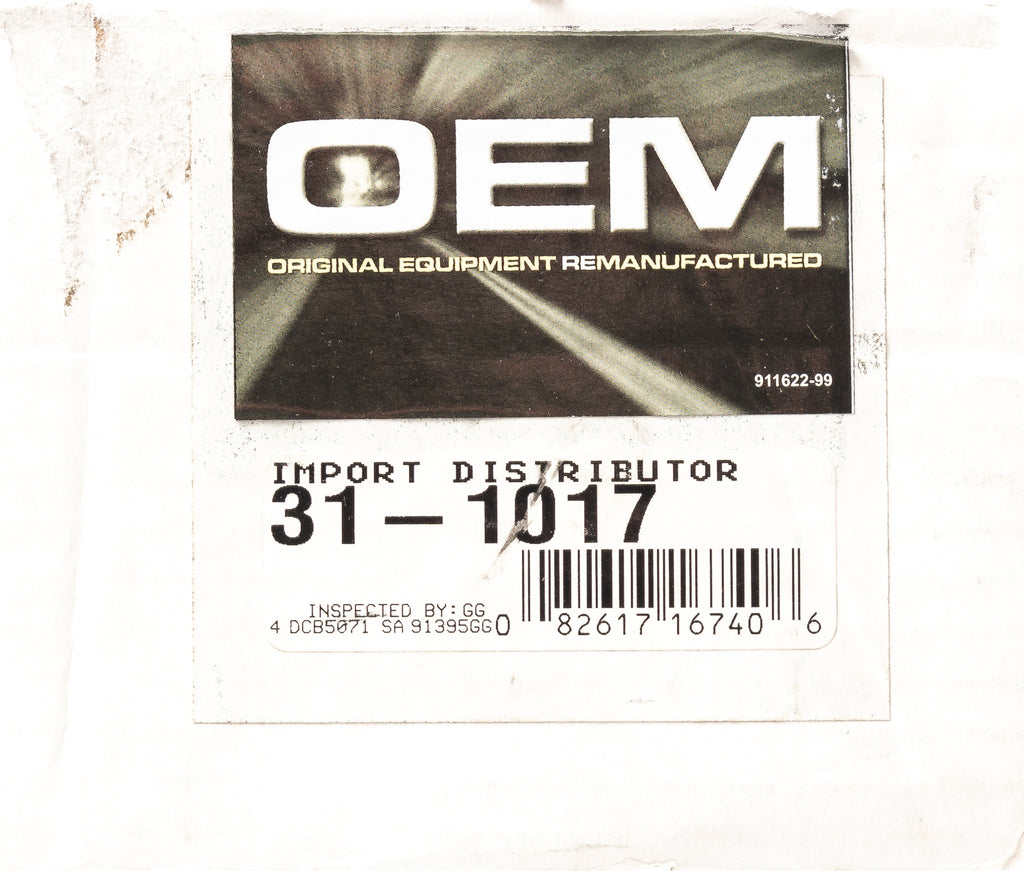 OEM
ORIGINAL EQUIPMENT REMANUFACTURED
911622-99
IMPORT DISTRIBUTOR
31-1017
INSPECTED BY: GG
4 DCB5071 SA 91395GG
0 82617 16740 6